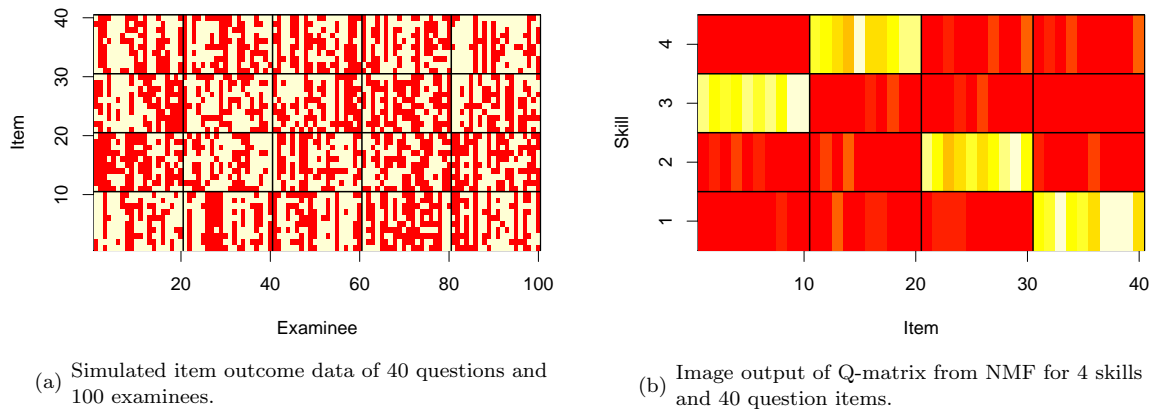 40
30
20
10
Item
20
40
60
80
100
Examinee
(a) Simulated item outcome data of 40 questions and
100 examinees.
4
3
2
1
Skill
10
20
30
40
Item
(b) Image output of Q-matrix from NMF for 4 skills
and 40 question items.